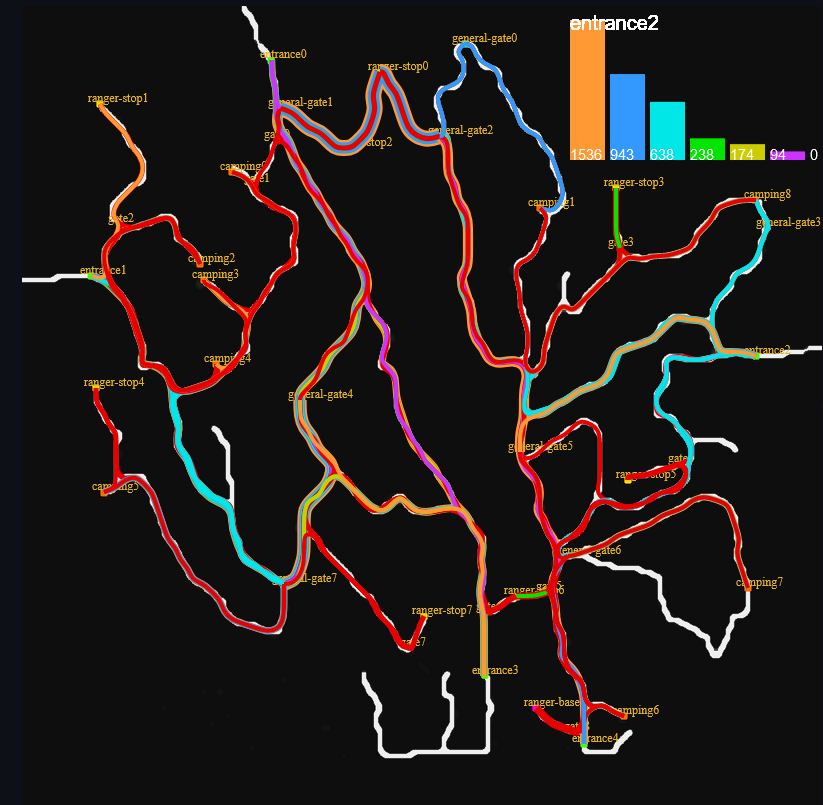 entrance2
1536 943 638 238 174 94 0
general-gate0
entrance0
ranger-stop0
ranger-stop1
general-gate1
general-gate2
stop2
camping1
ranger-stop3
camping8
gate2
general-gate3
gate3
camping2
entrance1
camping3
entrance2
camping4
ranger-stop4
general-gate4
general-gate5
ranger-stop5
camping5
general-gate6
general-gate7
camping7
ranger-stop7
entrance3
ranger-base
camping6
entrance4